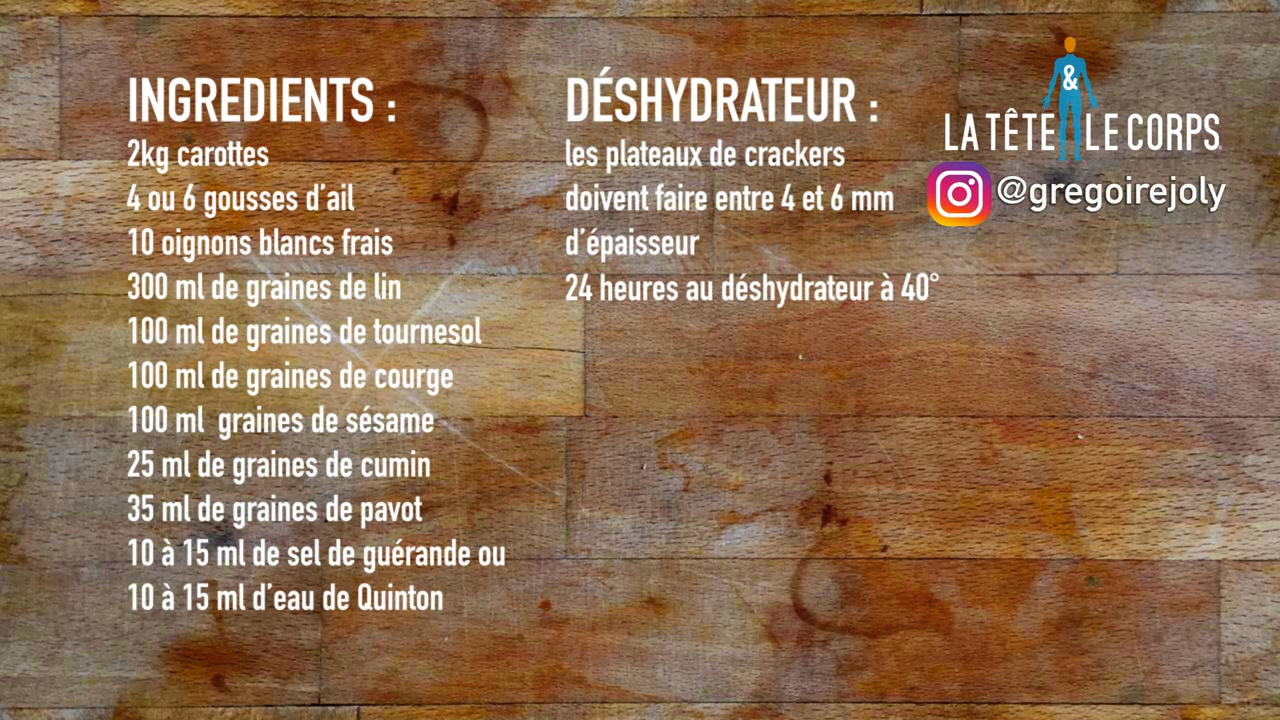 INGREDIENTS :
2kg carottes
4 ou 6 gousses d’ail
10 oignons blancs frais
300 ml de graines de lin
100 ml de graines de tournesol
100 ml de graines de courge
100 ml  graines de sésame
25 ml de graines de cumin
35 ml de graines de pavot
10 à 15 ml de sel de guérande ou
10 à 15 ml d’eau de Quinton
DÉSHYDRATEUR :
les plateaux de crackers
doivent faire entre 4 et 6 mm
d’épaisseur
24 heures au déshydrateur à 40°
LA TÊTE & LE CORPS
@gregoirejoly